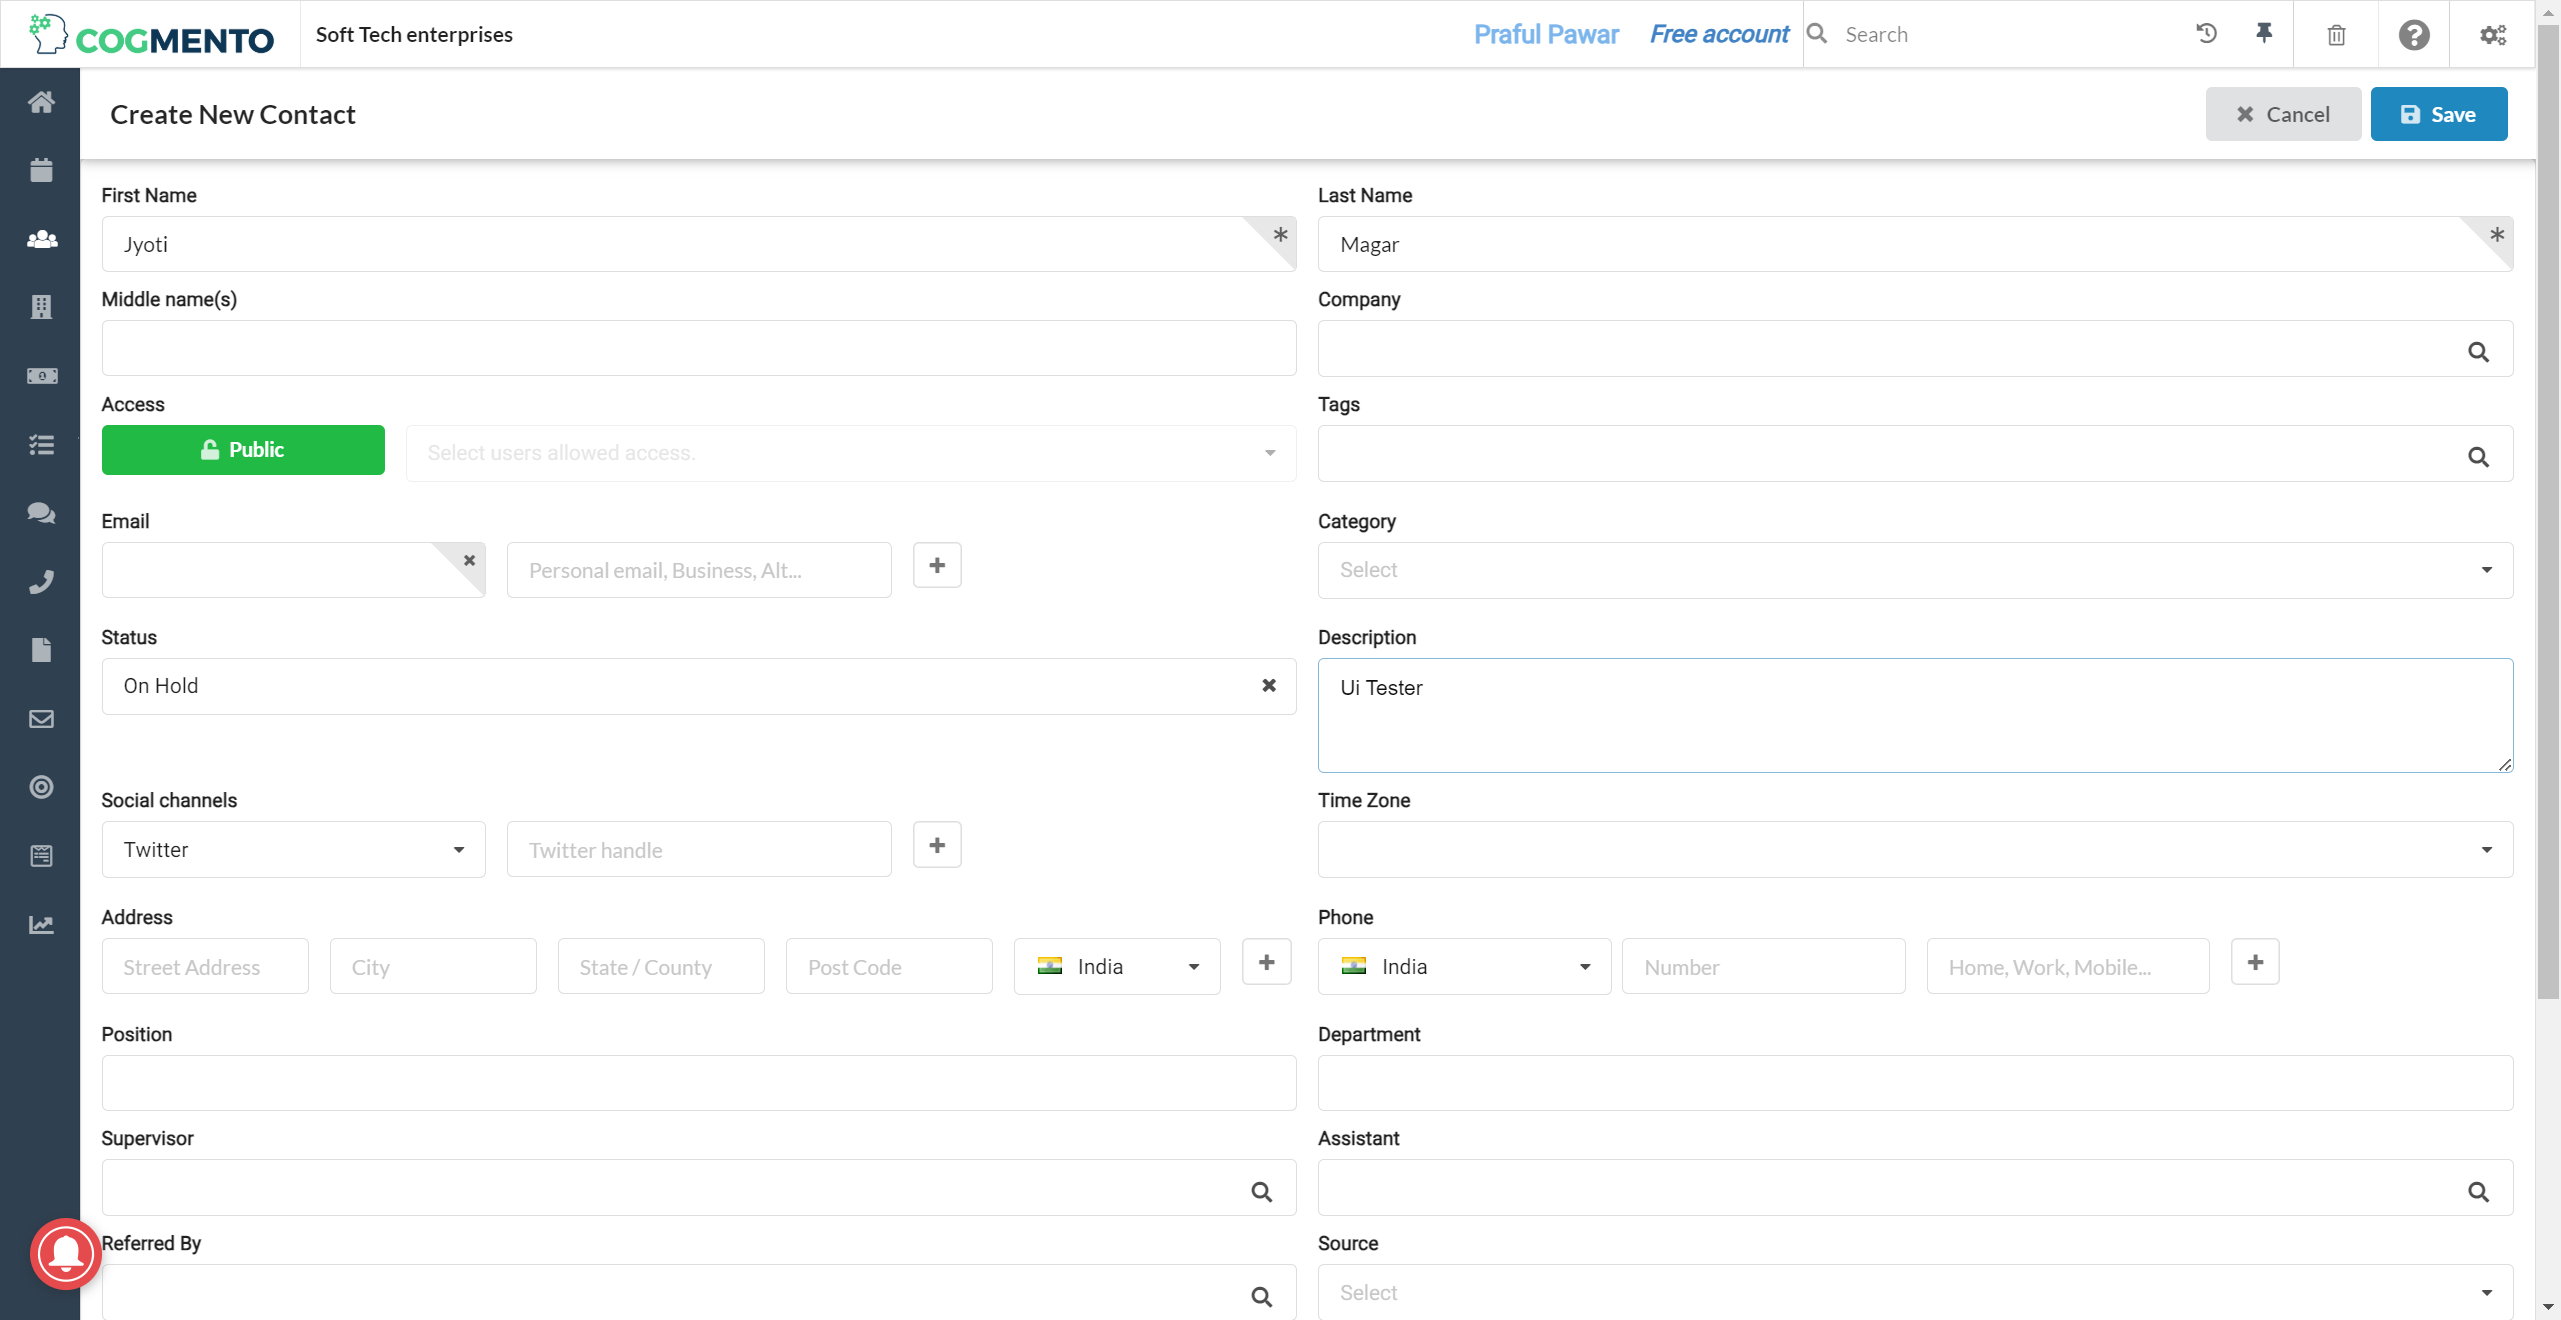 COGMENTO
Soft Tech enterprises
Praful Pawar
Free account
Search
Create New Contact
Cancel
Save
First Name
Last Name
Jyoti
Magar
Middle name(s)
Company
Access
Tags
Public
Select users allowed access.
Email
Category
Personal email, Business, Alt...
Select
Status
Description
On Hold
Ui Tester
Social channels
Time Zone
Twitter
Twitter handle
Address
Phone
Street Address
City
State / County
Post Code
India
India
Number
Home, Work, Mobile...
Position
Department
Supervisor
Assistant
Referred By
Source
Select